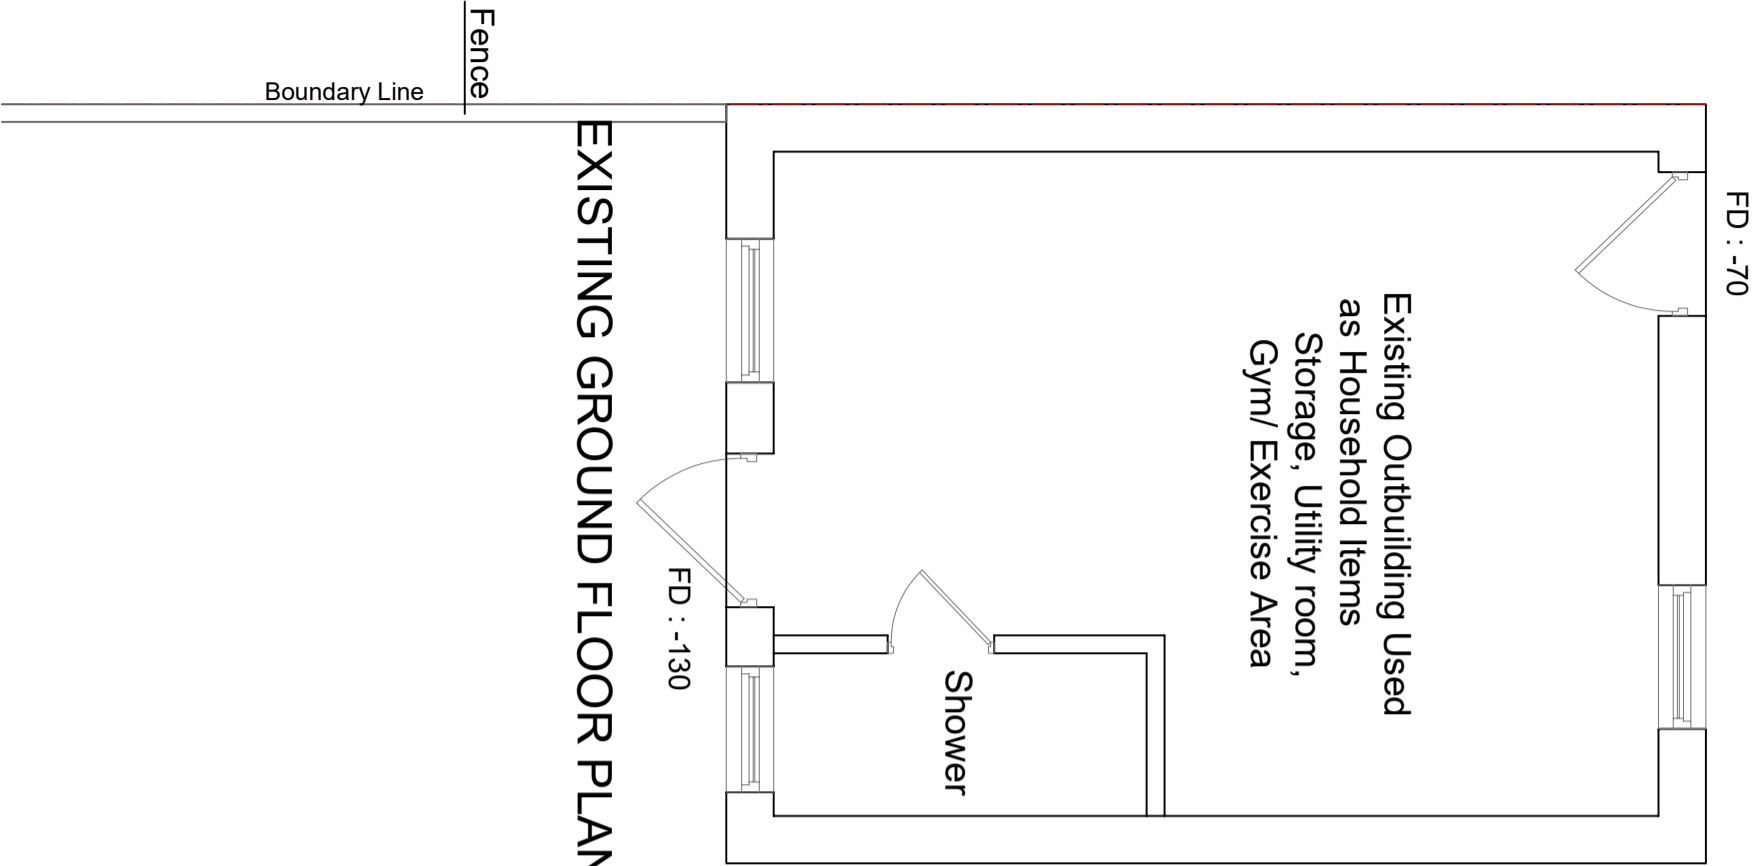 Fence
Boundary Line
EXISTING GROUND FLOOR PLAN
FD : -70
Existing Outbuilding Used
as Household Items
Storage, Utility room,
Gym/ Exercise Area
FD : -130
Shower